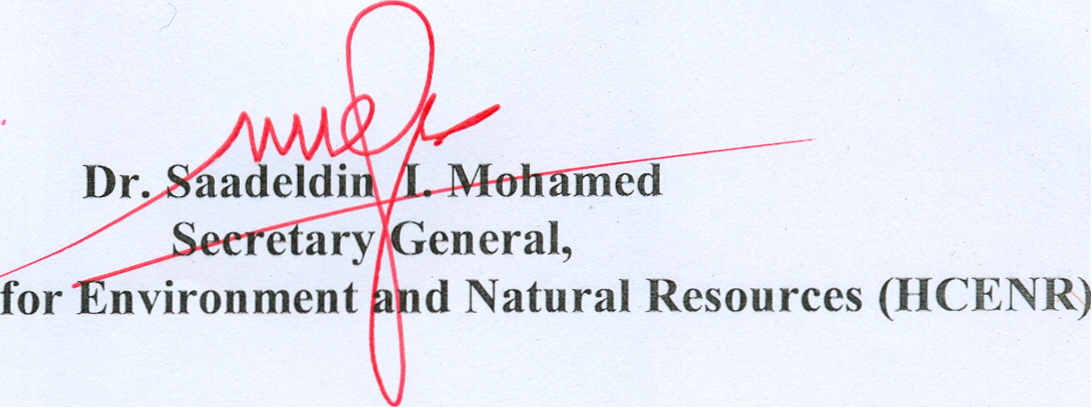 Dr. Saadeldin I. Mohamed
Secretary General,
for Environment and Natural Resources (HCENR)